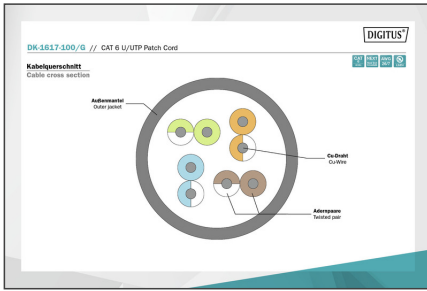 DIGITUS®
DK-1617-100/G // CAT 6 U/UTP Patch Cord
Kabelquerschnitt
Cable cross section
Außenmantel
Outer jacket
Cu-Draht
Cu-Wire
Adernpaare
Twisted pair